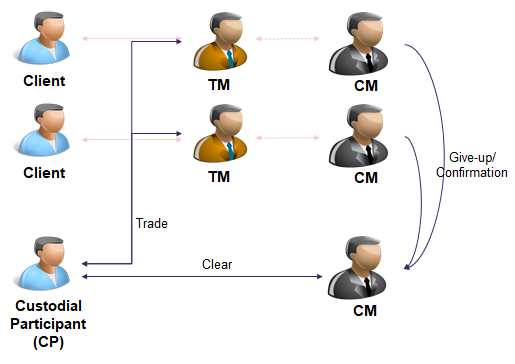 Client
TM
CM
Client
TM
CM
Give-up/
Confirmation
Trade
Clear
Custodial
Participant
(CP)
CM